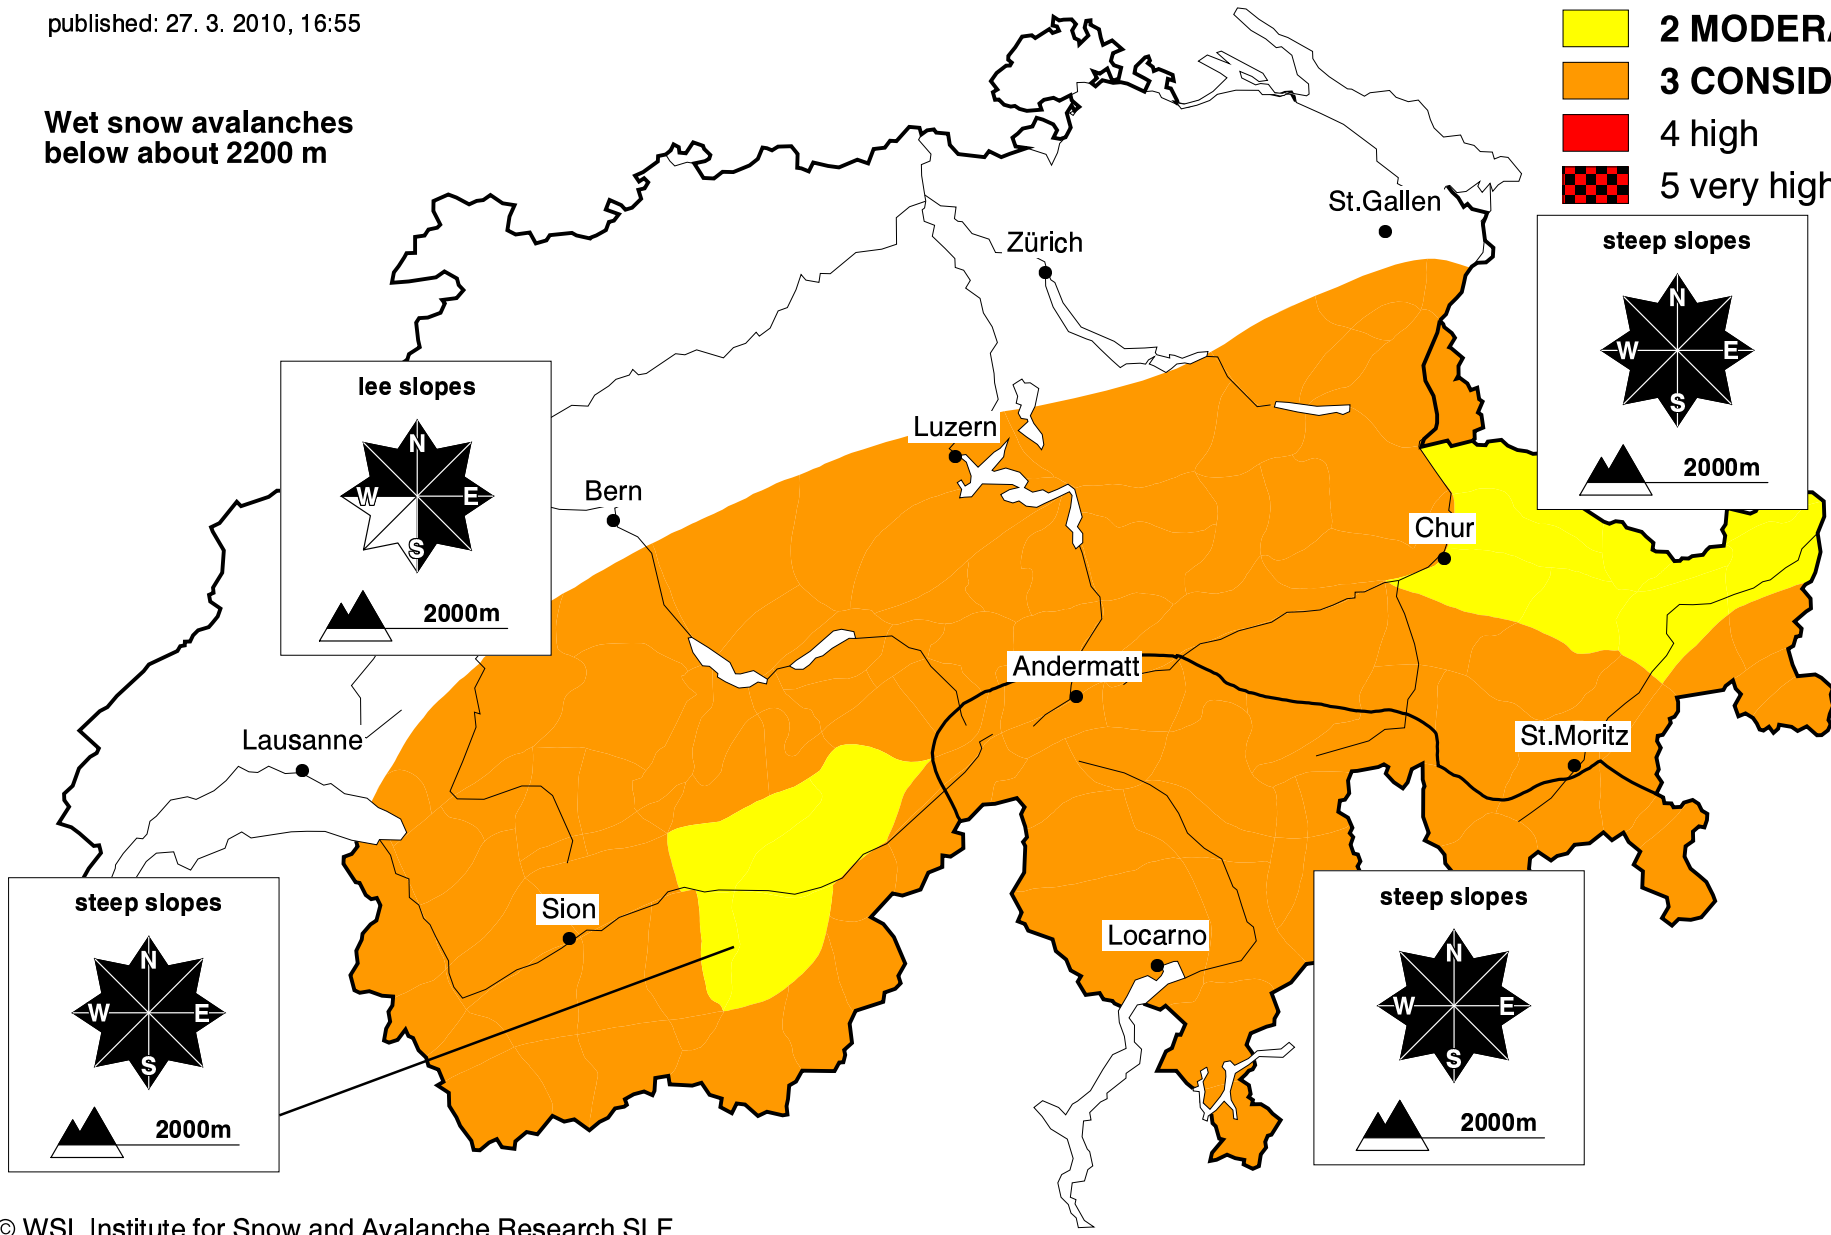 published: 27. 3. 2010, 16:55
2 MODERA
3 CONSID
4 high
5 very high
Wet snow avalanches
below about 2200 m
St.Gallen
Zürich
steep slopes
N
W
E
S
2000m
lee slopes
N
W
E
S
2000m
Luzern
Bern
Chur
Andermatt
Lausanne
St.Moritz
Sion
Locarno
steep slopes
N
W
E
S
2000m
steep slopes
N
W
E
S
2000m
© WSL Institute for Snow and Avalanche Research SLF